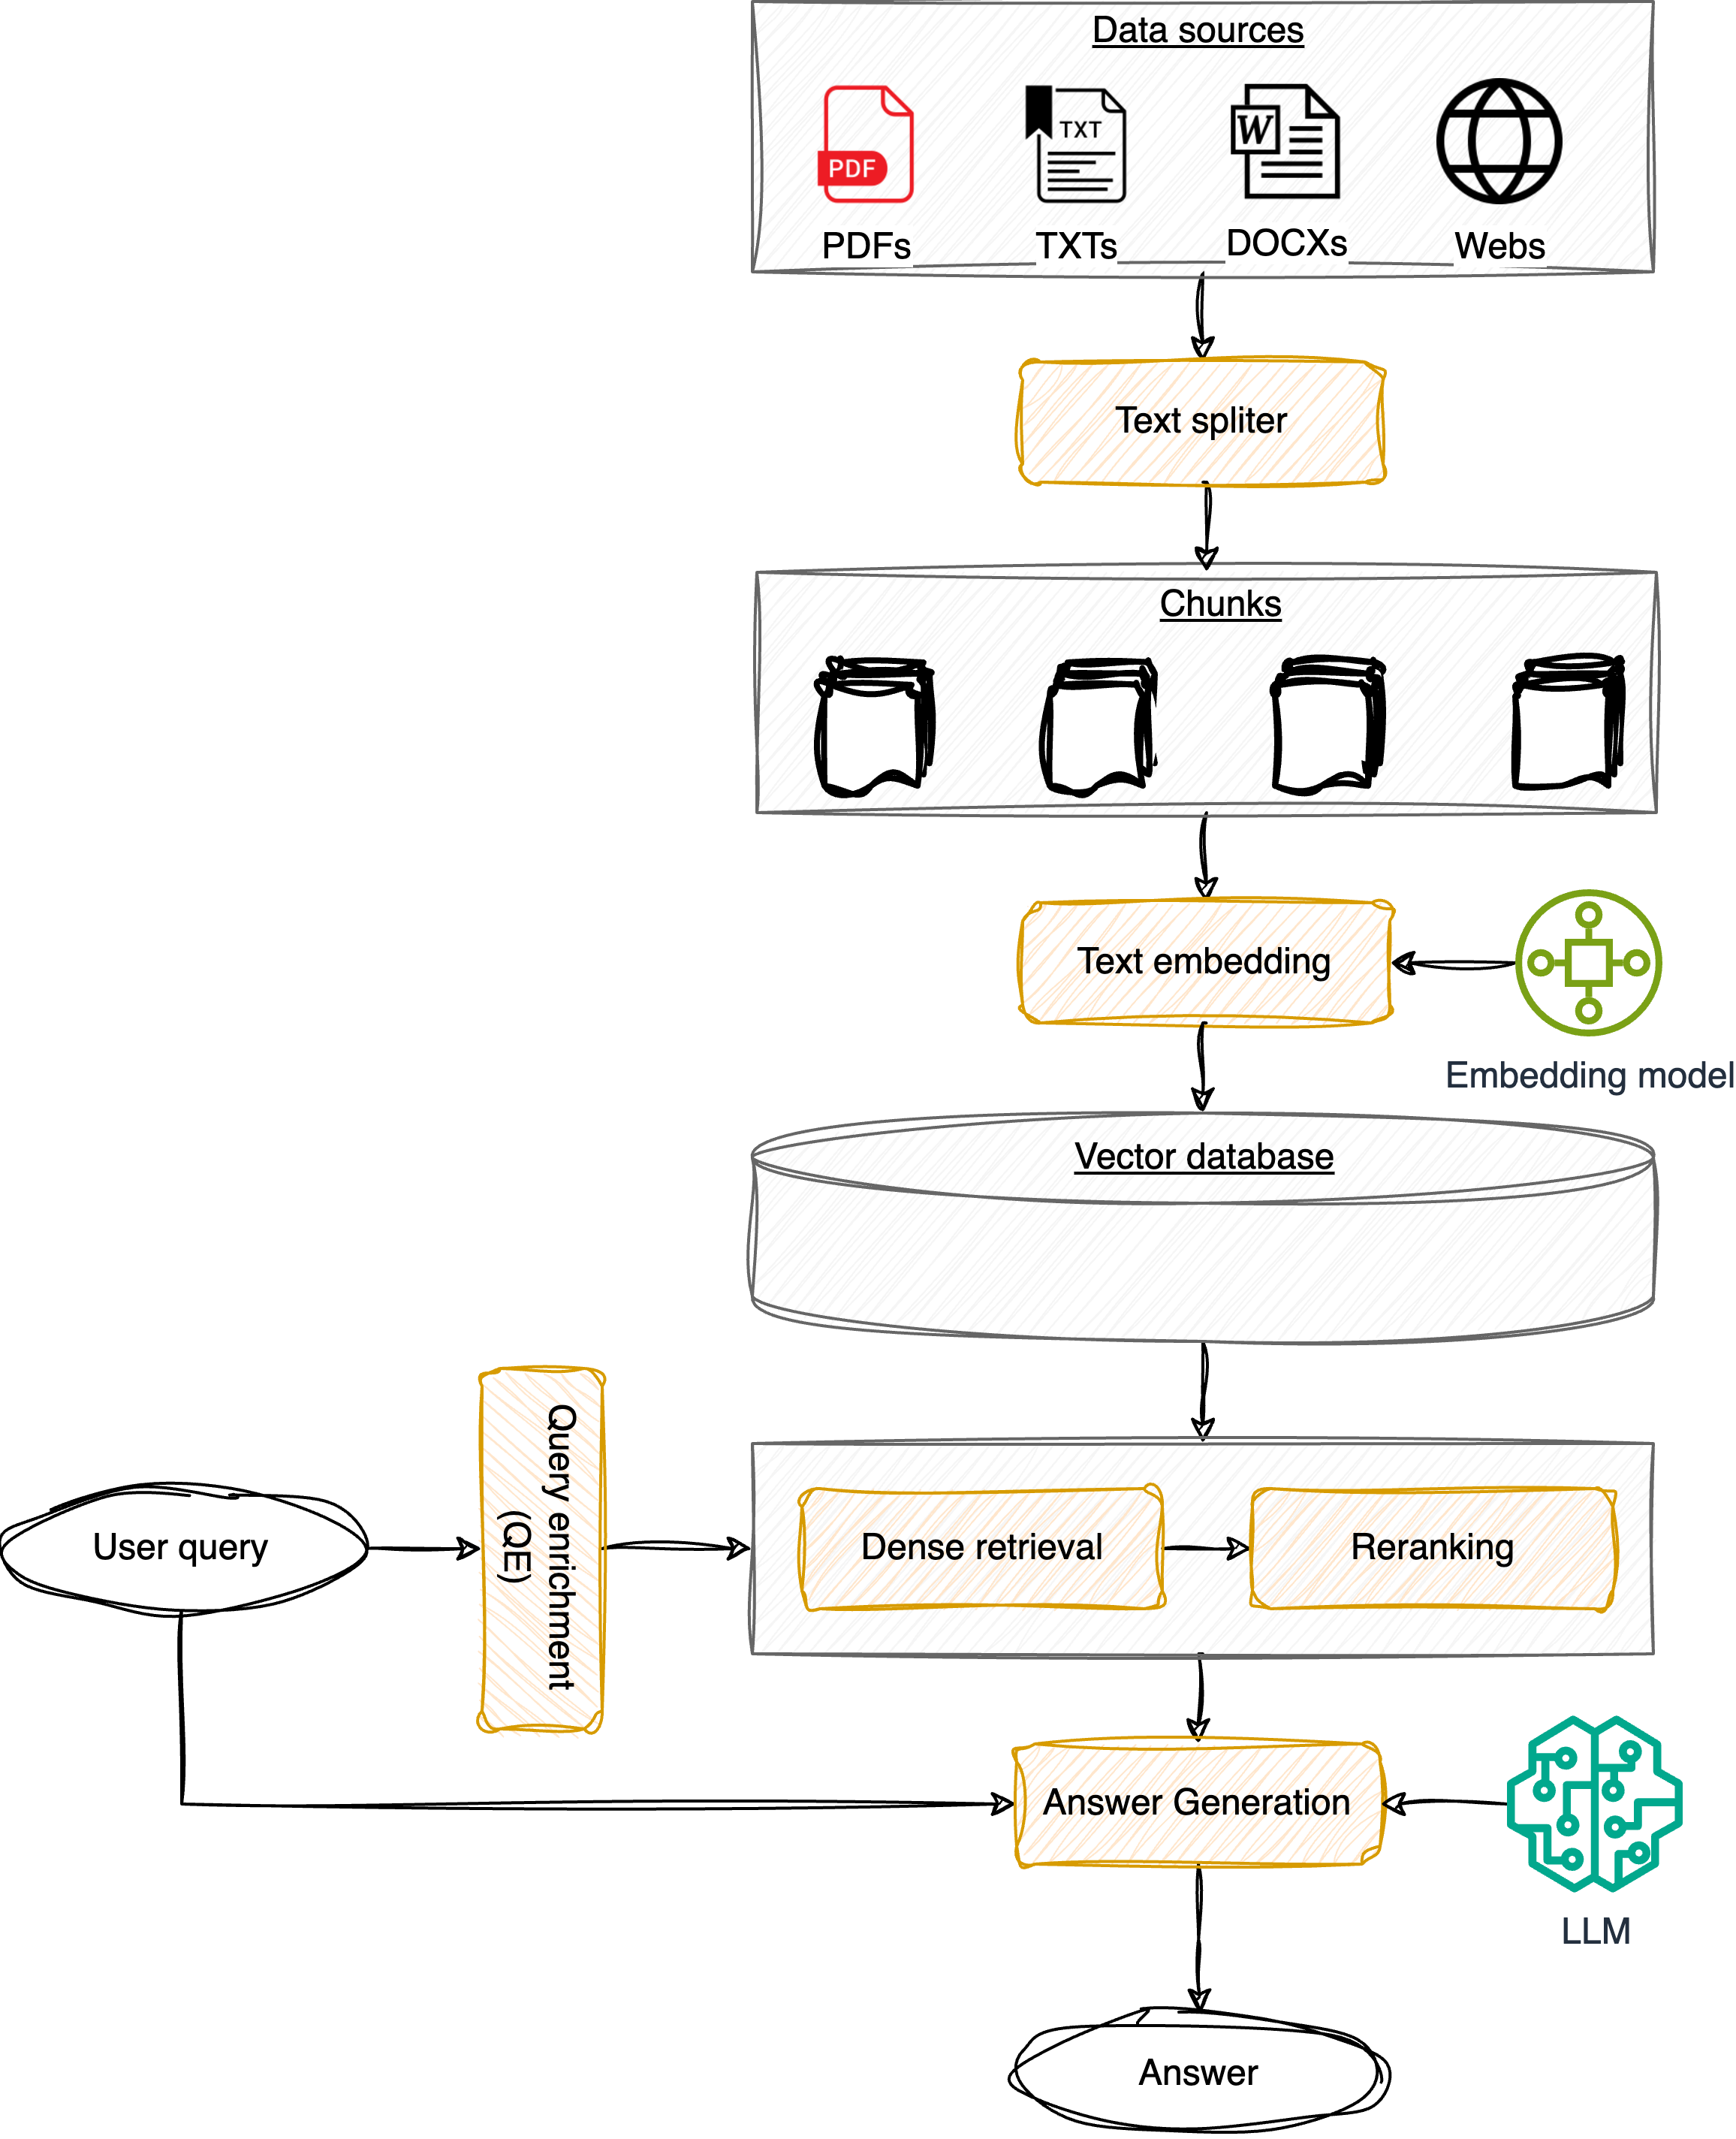 Data sources
PDF
TXT
W
PDFs
TXTs
DOCXs
Webs
Text spliter
Chunks
Text embedding
Embedding model
Vector database
User query
Query enrichment
(QE)
Dense retrieval
Reranking
Answer Generation
LLM
Answer